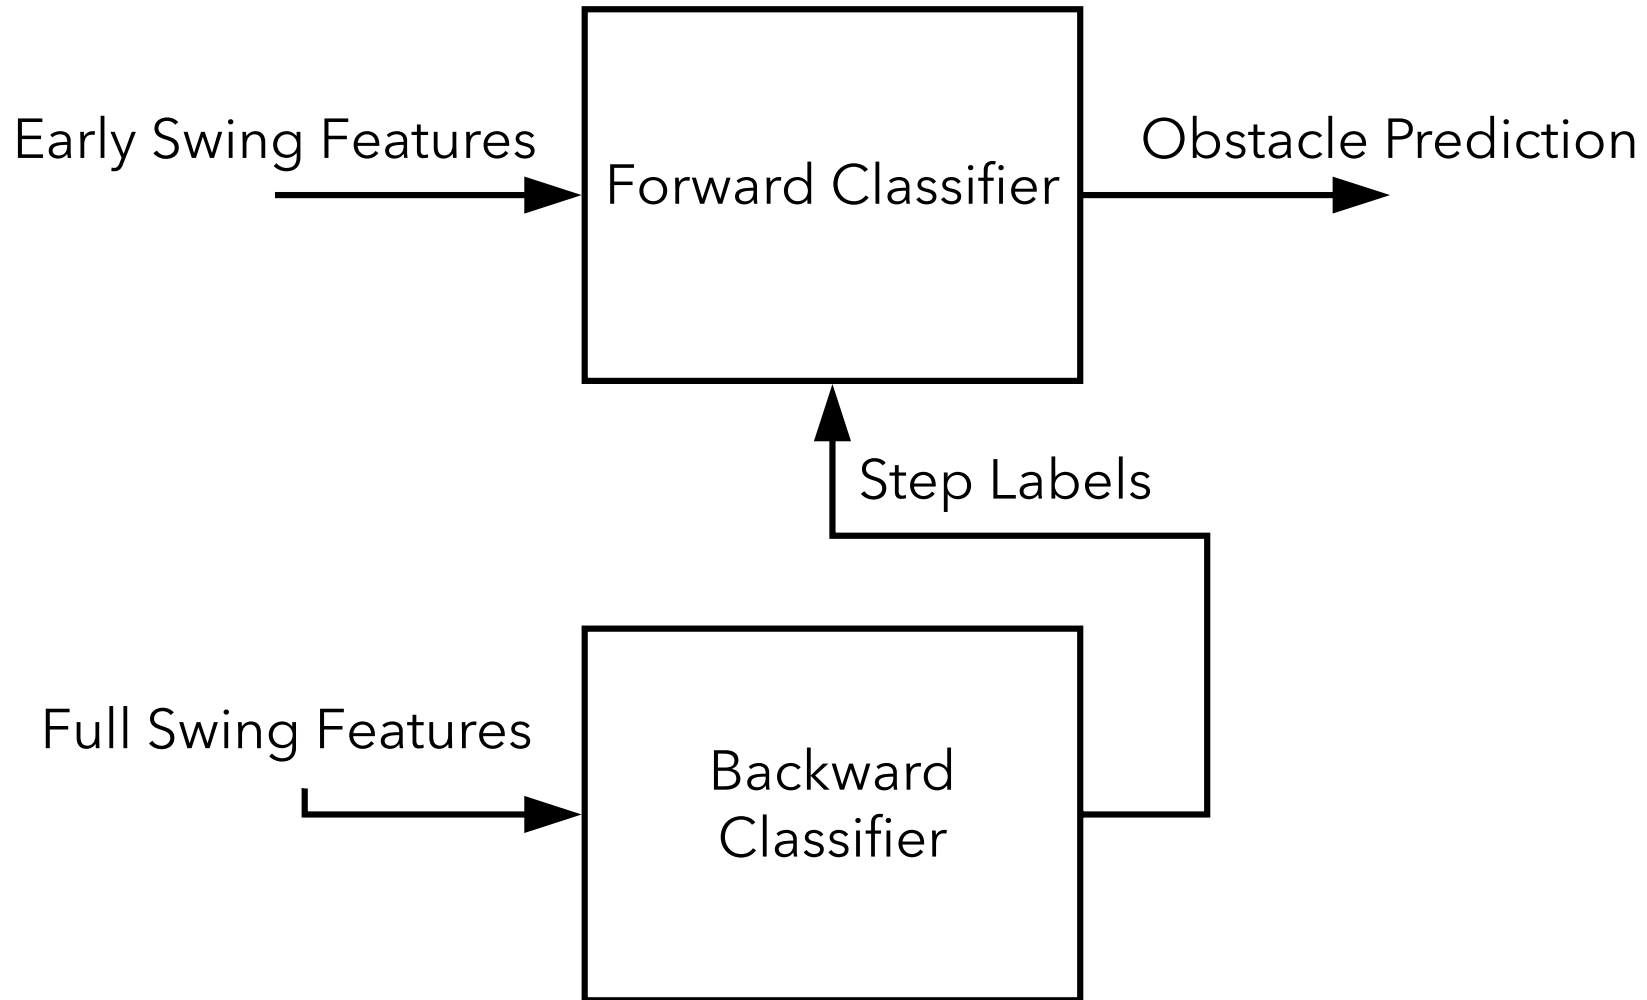 Early Swing Features
Forward Classifier
Obstacle Prediction
Step Labels
Full Swing Features
Backward
Classifier